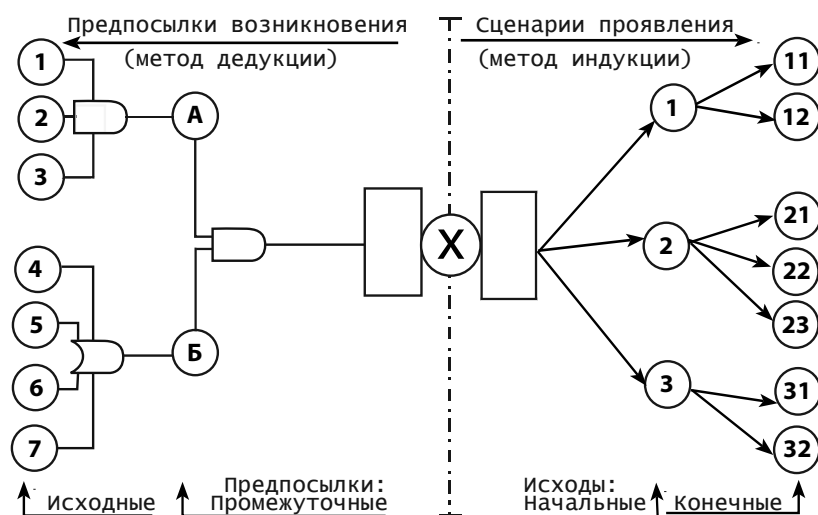 Предпосылки возникновения
(метод дедукции)
Сценарии проявления
(метод индукции)
1
2
3
А
4
5
6
7
Б
X
1
2
3
11
12
21
22
23
31
32
Исходные
Предпосылки:
Промежуточные
Исходы:
Начальные
Конечные